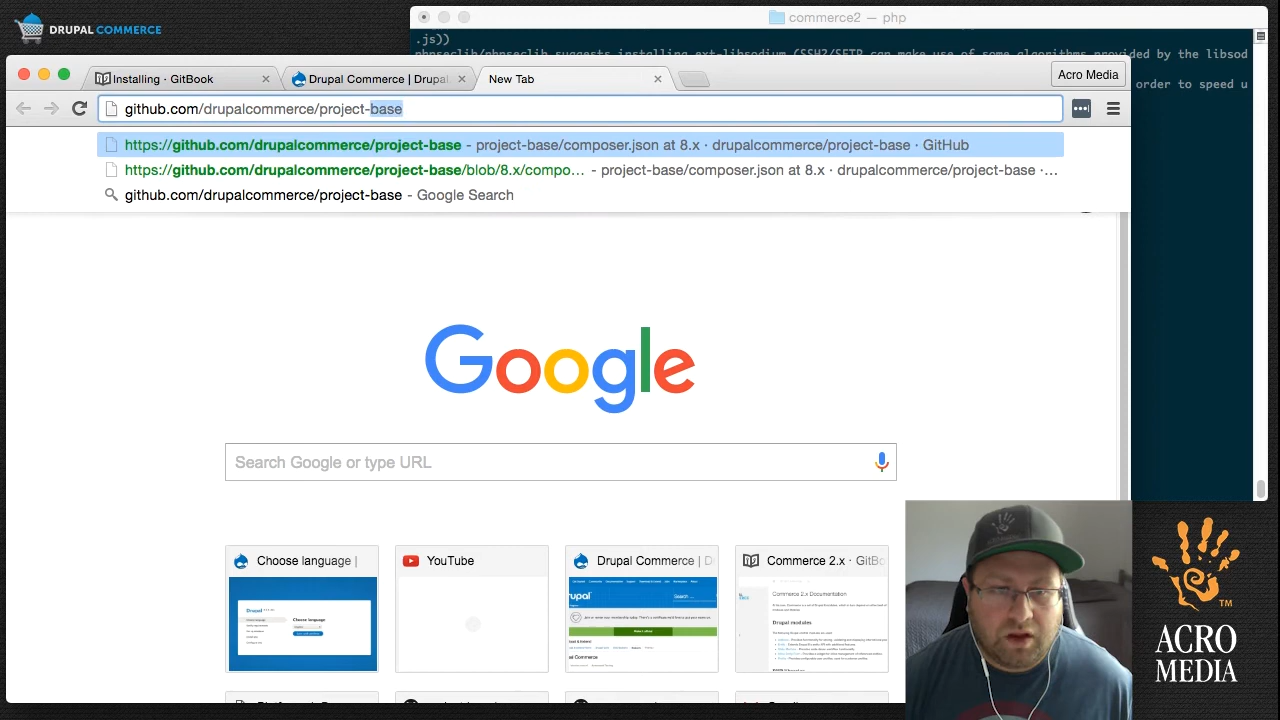 DRUPAL COMMERCE
commerce2 — php
.js))
phpseclib/phpseclib suggests installing ext-libsodium (SSH2/SFTP can make use of some algorithms provided by the libsod
order to speed u
Installing · GitBook
Drupal Commerce | Drupal
New Tab
Acro Media
github.com/drupalcommerce/project-base
https://github.com/drupalcommerce/project-base - project-base/composer.json at 8.x · drupalcommerce/project-base · GitHub
https://github.com/drupalcommerce/project-base/blob/8.x/compo... - project-base/composer.json at 8.x · drupalcommerce/project-base ·...
github.com/drupalcommerce/project-base - Google Search
Google
Search Google or type URL
Choose language |
YouTube
Drupal Commerce | D
Commerce 2.x · GitBo
Choose language
Commerce 2.x Documentation
Drupal modules
ACRO
MEDIA
TM